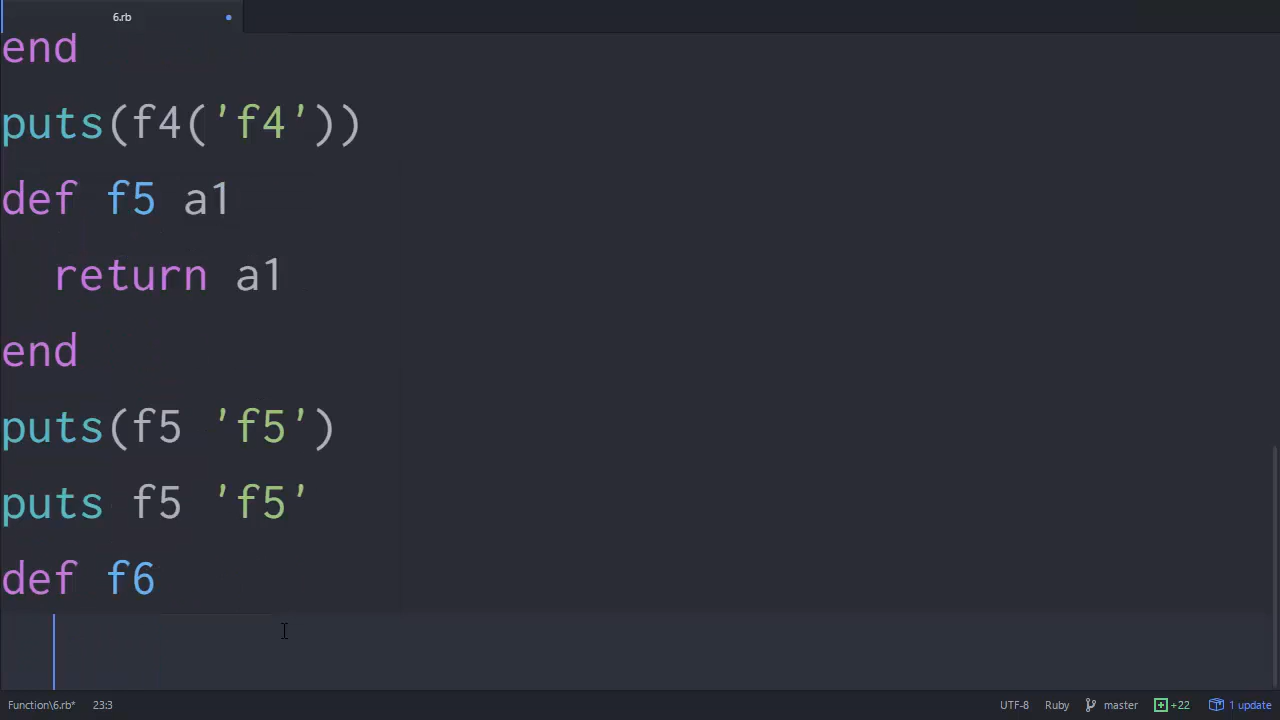 6.rb
end
puts(f4('f4'))
def f5 a1
  return a1
end
puts(f5 'f5')
puts f5 'f5'
def f6
Function\6.rb* 23:3 UTF-8 Ruby master +22 1 update